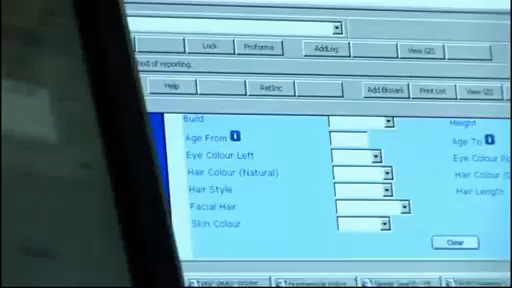 Lock Proforma AddLog View GIS
hod of reporting.
Help RetInc Add Bkmark Print List View GIS
Build Height
Age From i Age To i
Eye Colour Left Eye Colour
Hair Colour (Natural) Hair Colour
Hair Style Hair Length
Facial Hair
Skin Colour
Clear